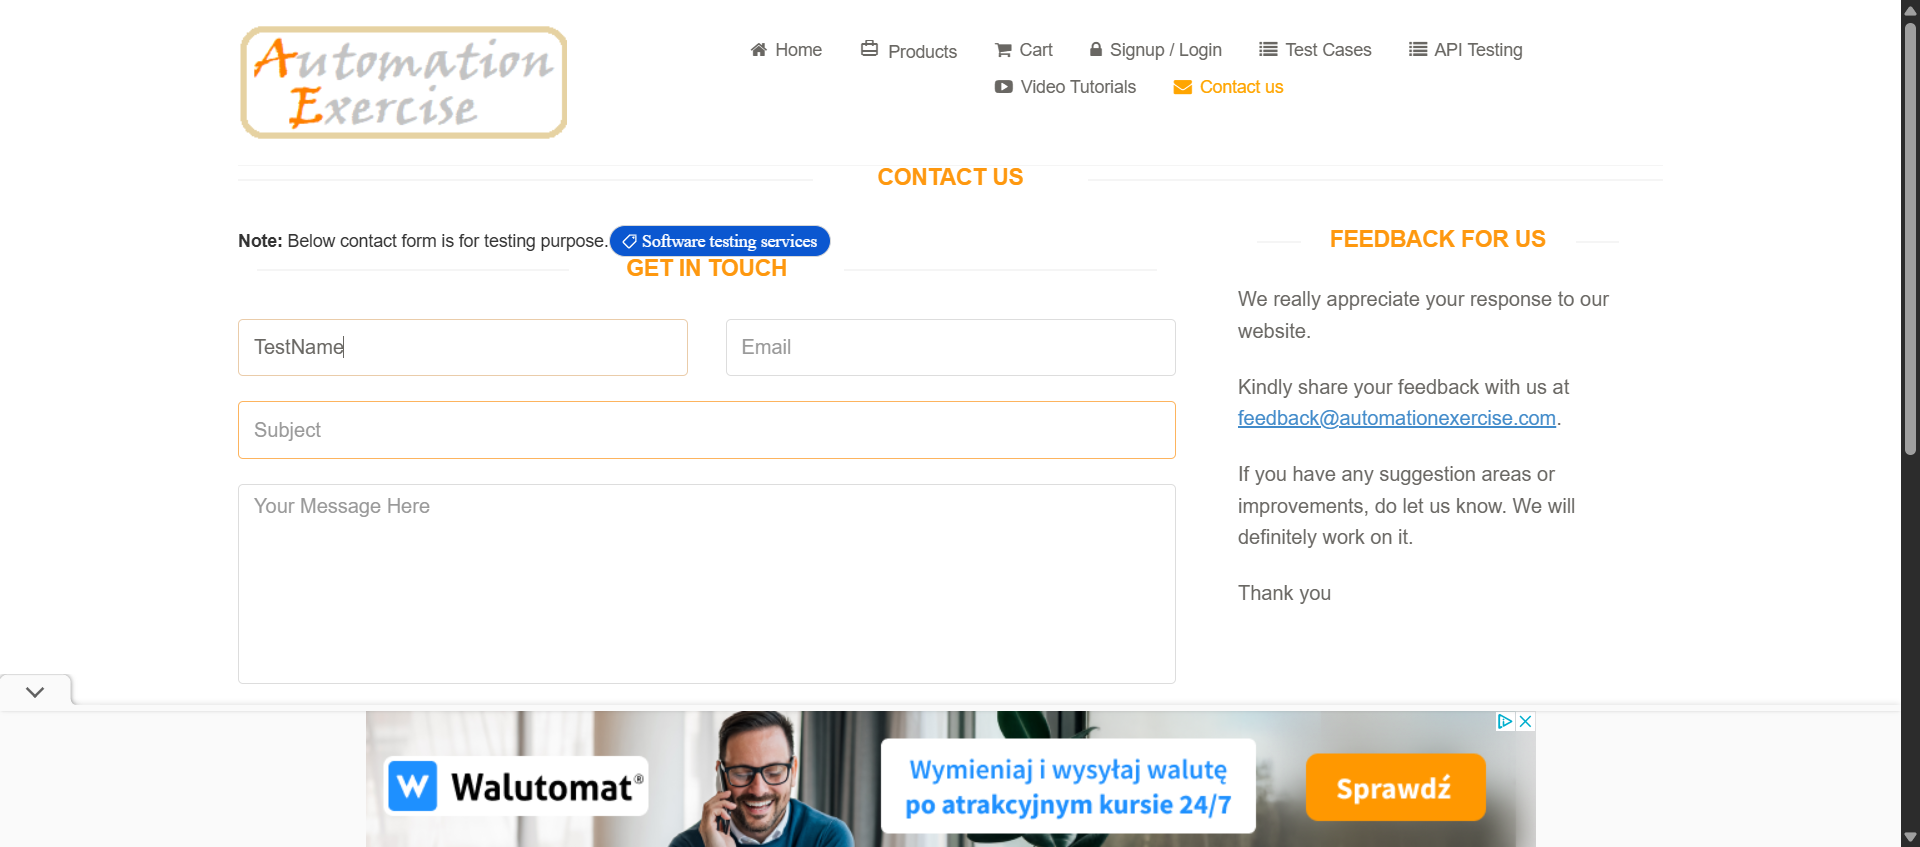 Automation
Exercise
Home
Products
Cart
Signup / Login
Test Cases
API Testing
Video Tutorials
Contact us
CONTACT US
Note: Below contact form is for testing purpose.
Software testing services
GET IN TOUCH
TestName
Email
Subject
Your Message Here
FEEDBACK FOR US
We really appreciate your response to our
website.
Kindly share your feedback with us at
feedback@automationexercise.com.
If you have any suggestion areas or
improvements, do let us know. We will
definitely work on it.
Thank you
W Walutomat®
Wymieniaj i wysyłaj walutę
po atrakcyjnym kursie 24/7
Sprawdź